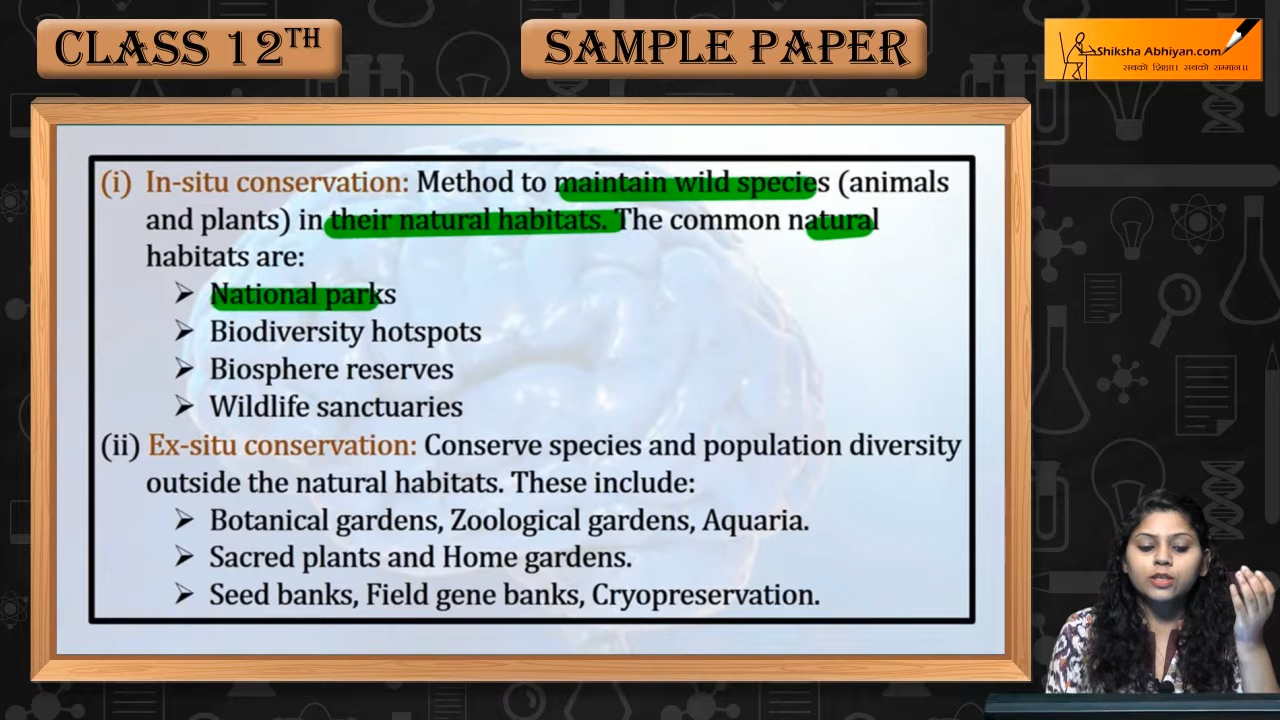 CLASS 12TH
SAMPLE PAPER
Shiksha Abhiyan.com
सबको शिक्षा। सबको सम्मान॥
(i) In-situ conservation: Method to maintain wild species (animals
and plants) in their natural habitats. The common natural
habitats are:
➢ National parks
➢ Biodiversity hotspots
➢ Biosphere reserves
➢ Wildlife sanctuaries
(ii) Ex-situ conservation: Conserve species and population diversity
outside the natural habitats. These include:
➢ Botanical gardens, Zoological gardens, Aquaria.
➢ Sacred plants and Home gardens.
➢ Seed banks, Field gene banks, Cryopreservation.